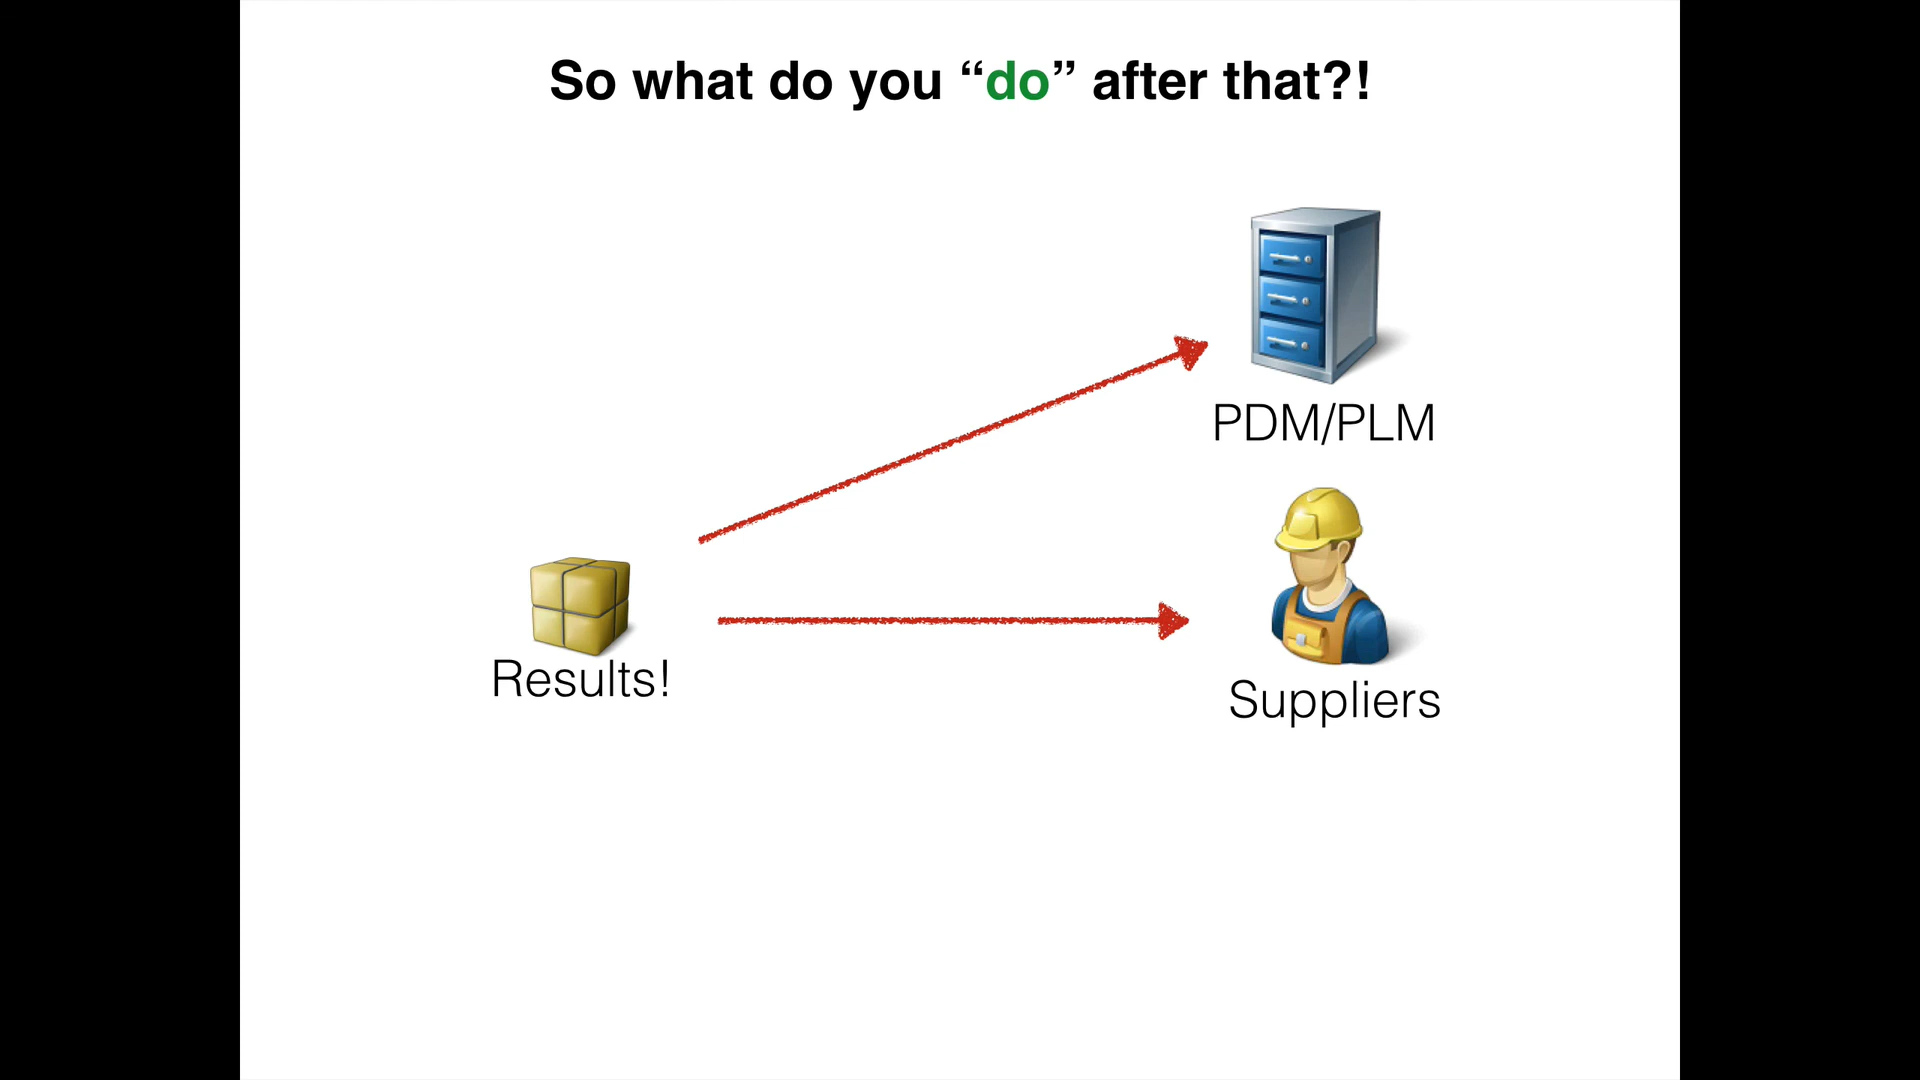 So what do you “do” after that?!
PDM/PLM
Results!
Suppliers